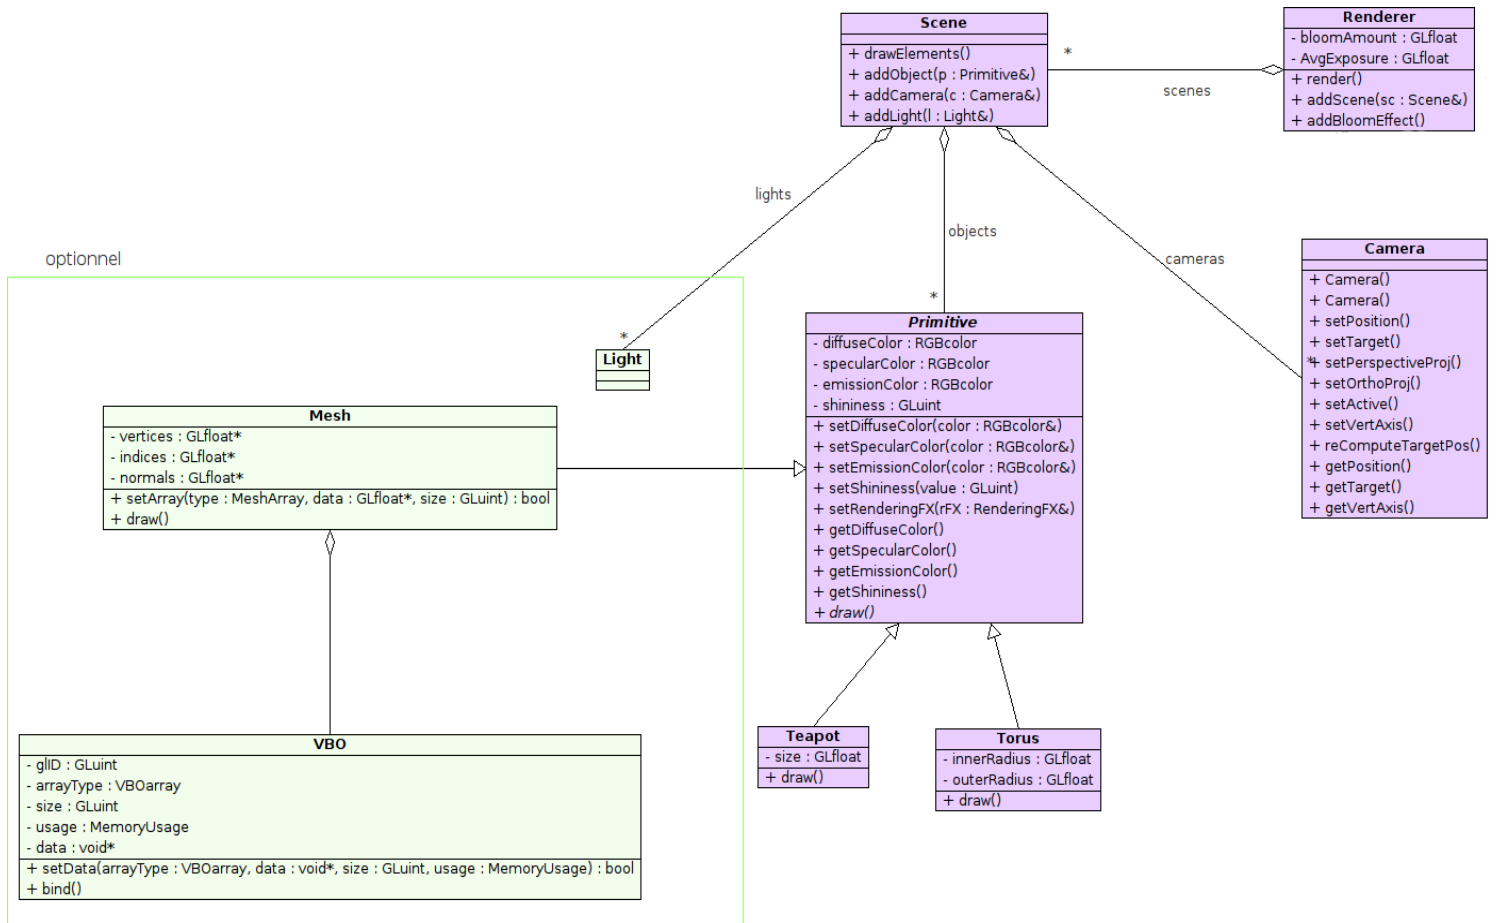 Scene
+ drawElements()
+ addObject(p : Primitive&)
+ addCamera(c : Camera&)
+ addLight(l : Light&)
*
scenes
Renderer
- bloomAmount : GLfloat
- AvgExposure : GLfloat
+ render()
+ addScene(sc : Scene&)
+ addBloomEffect()
lights
objects
cameras
*
*
*
optionnel
Light
Camera
+ Camera()
+ Camera()
+ setPosition()
+ setTarget()
+ setPerspectiveProj()
+ setOrthoProj()
+ setActive()
+ setVertAxis()
+ reComputeTargetPos()
+ getPosition()
+ getTarget()
+ getVertAxis()
Primitive
- diffuseColor : RGBcolor
- specularColor : RGBcolor
- emissionColor : RGBcolor
- shininess : GLuint
+ setDiffuseColor(color : RGBcolor&)
+ setSpecularColor(color : RGBcolor&)
+ setEmissionColor(color : RGBcolor&)
+ setShininess(value : GLuint)
+ setRenderingFX(rFX : RenderingFX&)
+ getDiffuseColor()
+ getSpecularColor()
+ getEmissionColor()
+ getShininess()
+ draw()
Mesh
- vertices : GLfloat*
- indices : GLfloat*
- normals : GLfloat*
+ setArray(type : MeshArray, data : GLfloat*, size : GLuint) : bool
+ draw()
VBO
- glID : GLuint
- arrayType : VBOarray
- size : GLuint
- usage : MemoryUsage
- data : void*
+ setData(arrayType : VBOarray, data : void*, size : GLuint, usage : MemoryUsage) : bool
+ bind()
Teapot
- size : GLfloat
+ draw()
Torus
- innerRadius : GLfloat
- outerRadius : GLfloat
+ draw()